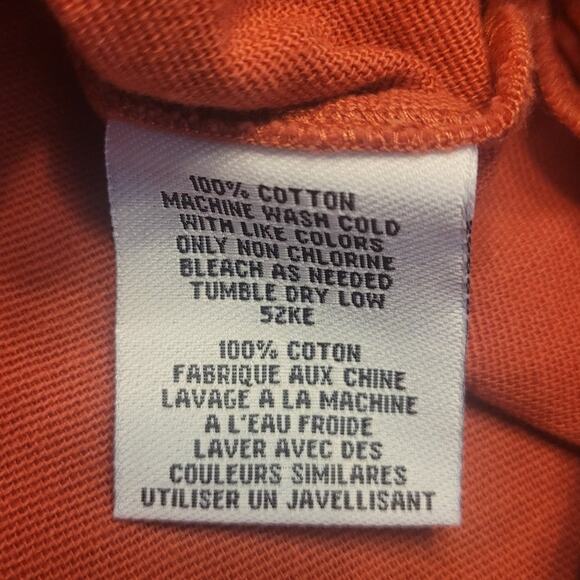 100% COTTON
MACHINE WASH COLD
WITH LIKE COLORS
ONLY NON CHLORINE
BLEACH AS NEEDED
TUMBLE DRY LOW
52KE
100% COTON
FABRIQUE AUX CHINE
LAVAGE A LA MACHINE
A L'EAU FROIDE
LAVER AVEC DES
COULEURS SIMILARES
UTILISER UN JAVELLISANT